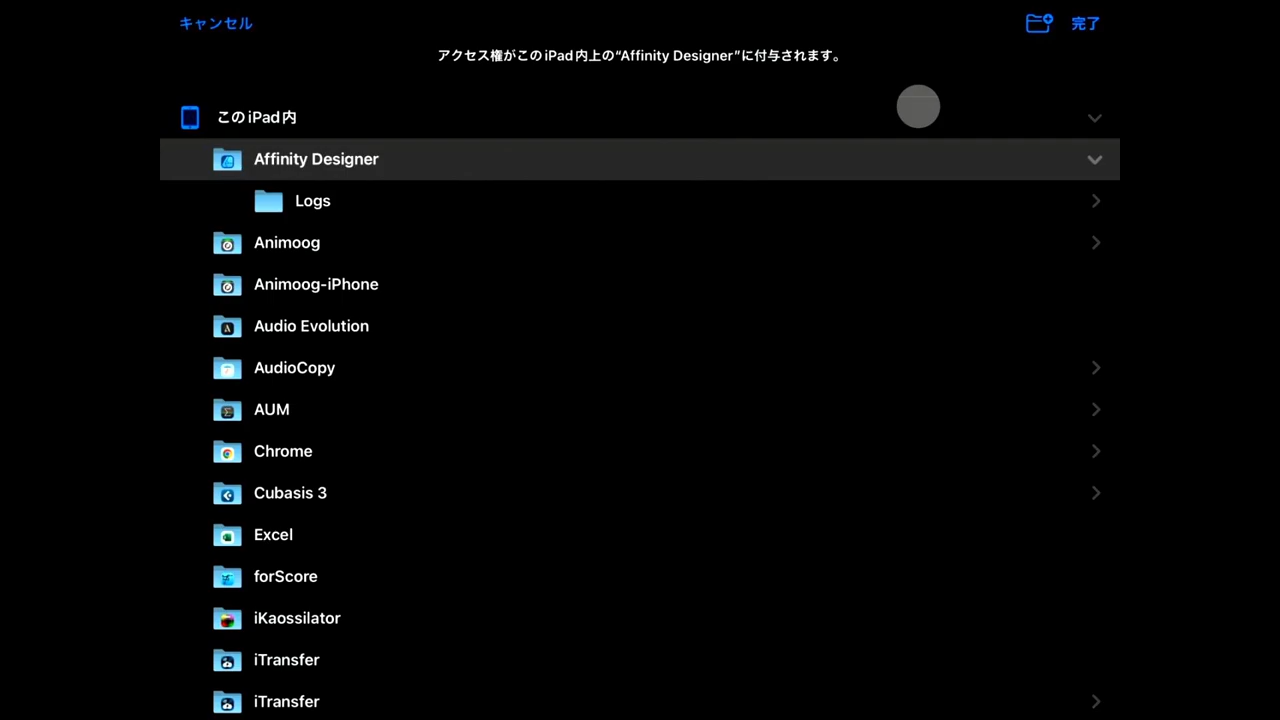 キャンセル
完了
アクセス権がこのiPad内上の“Affinity Designer”に付与されます。
このiPad内
Affinity Designer
Logs
Animoog
Animoog-iPhone
Audio Evolution
AudioCopy
AUM
Chrome
Cubasis 3
Excel
forScore
iKaossilator
iTransfer
iTransfer